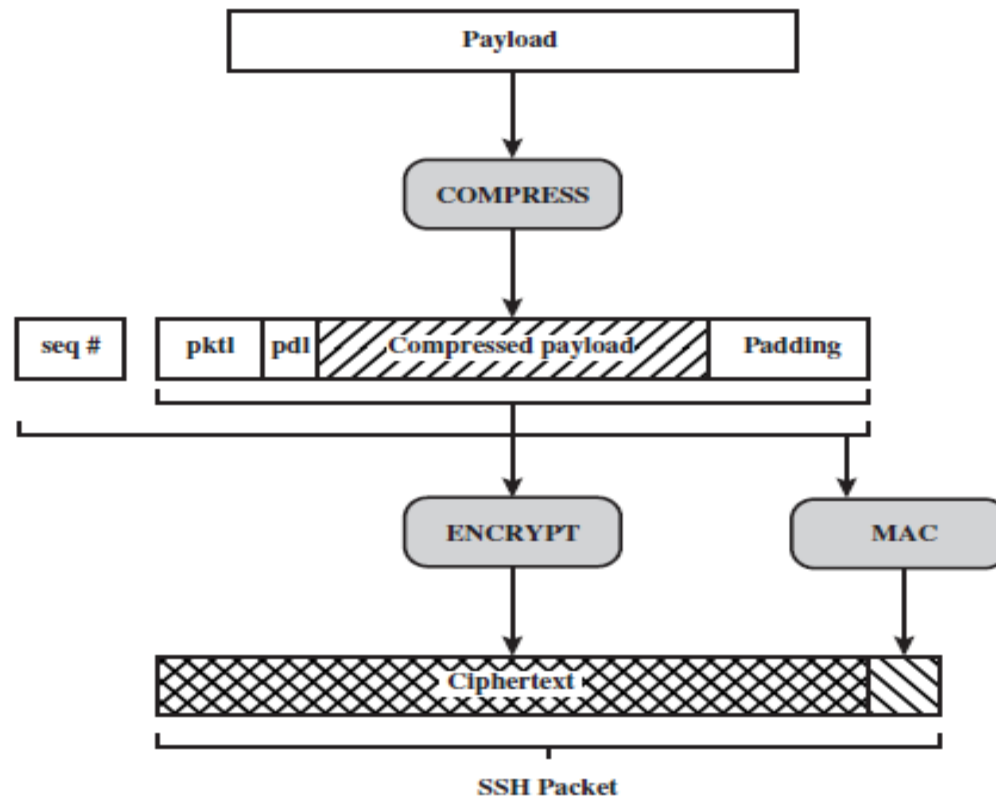 Payload
COMPRESS
seq # pktl pdl Compressed payload Padding
ENCRYPT MAC
Ciphertext
SSH Packet